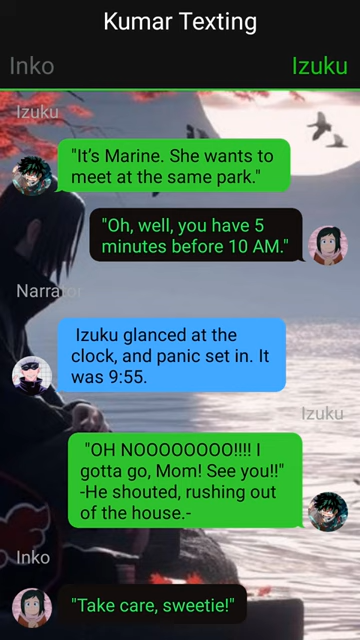 Kumar Texting
Inko
Izuku
Izuku
"It's Marine. She wants to
meet at the same park."
"Oh, well, you have 5
minutes before 10 AM."
Narrator
Izuku glanced at the
clock, and panic set in. It
was 9:55.
Izuku
"OH NOOOOOOOO!!!! I
gotta go, Mom! See you!!"
-He shouted, rushing out
of the house.-
Inko
"Take care, sweetie!"